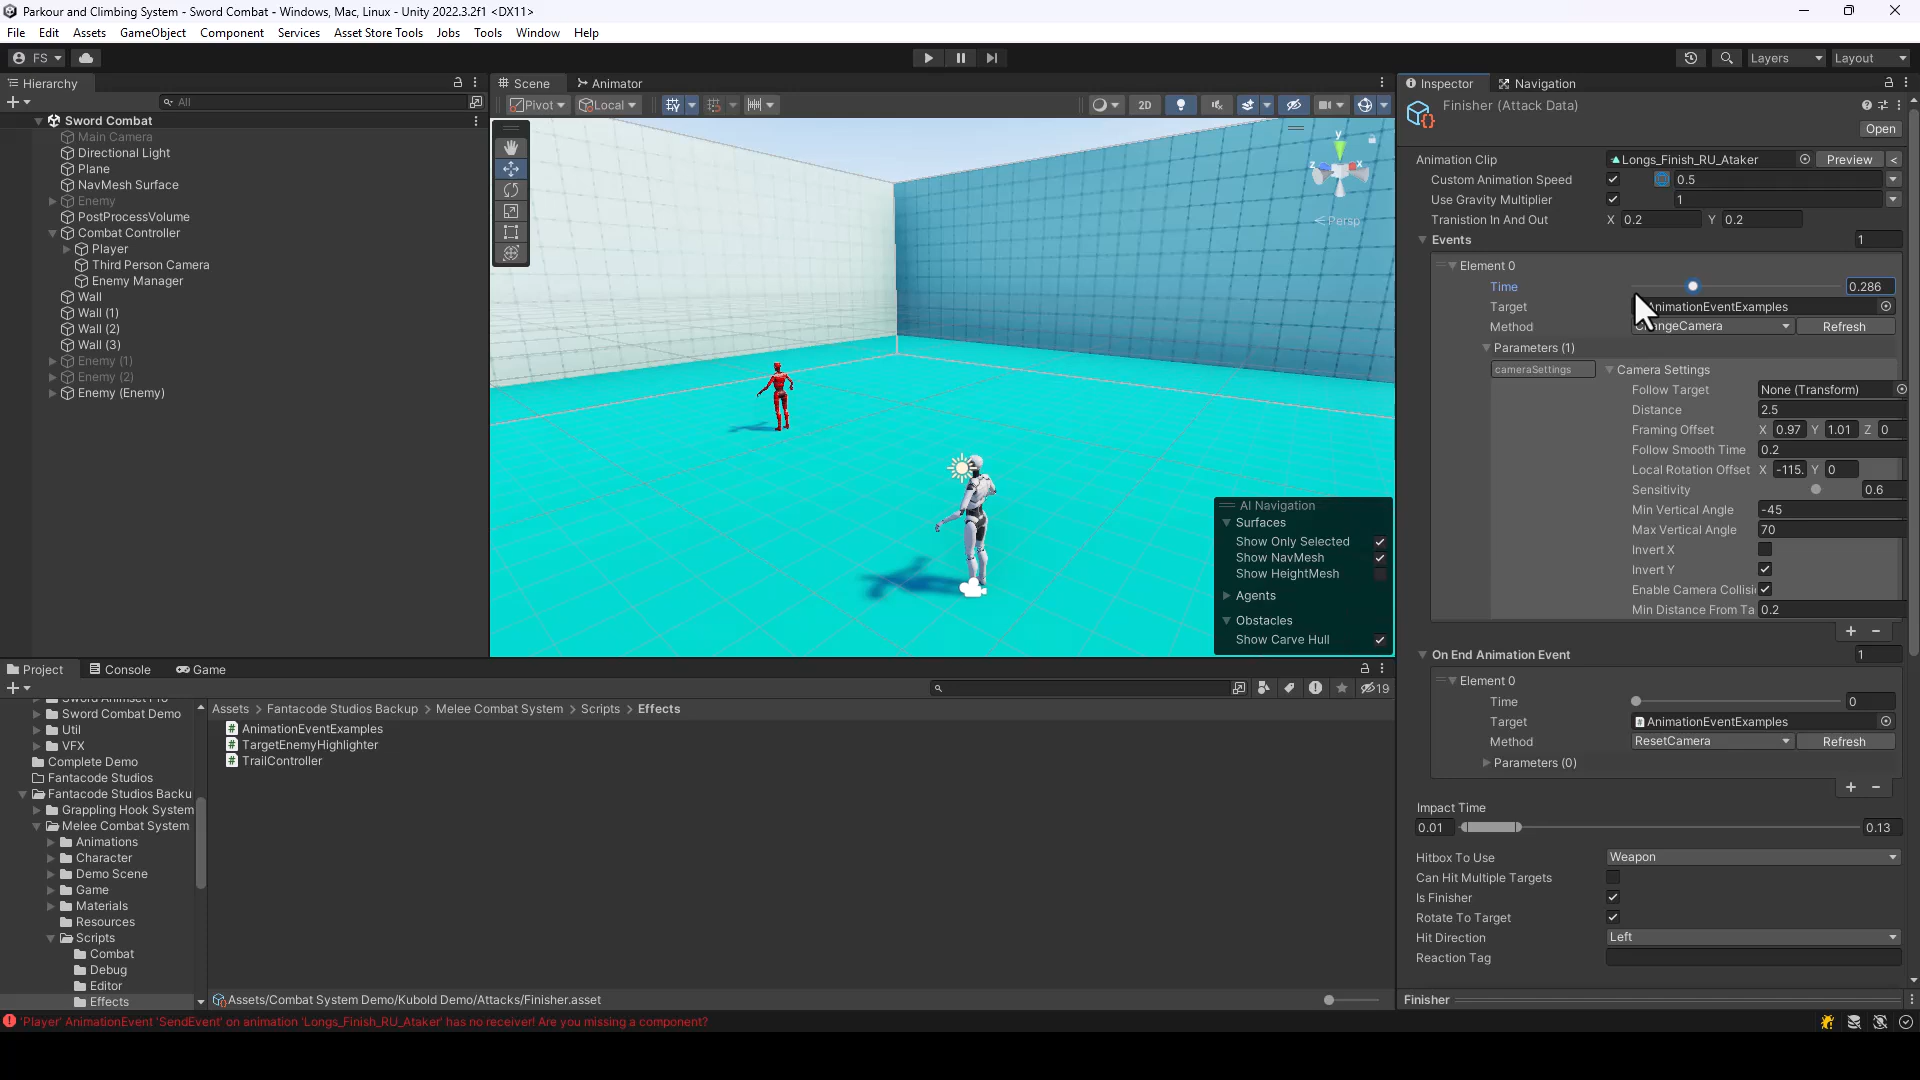 Parkour and Climbing System - Sword Combat - Windows, Mac, Linux - Unity 2022.3.2f1 <DX11>
File Edit Assets GameObject Component Services Asset Store Tools Jobs Tools Window Help
FS Layers Layout
Hierarchy
All
Sword Combat
Main Camera
Directional Light
Plane
NavMesh Surface
Enemy
PostProcessVolume
Combat Controller
Player
Third Person Camera
Enemy Manager
Wall
Wall (1)
Wall (2)
Wall (3)
Enemy (1)
Enemy (2)
Enemy (Enemy)
Scene Animator
Pivot Local 2D
y
z x
Persp
AI Navigation
Surfaces
Show Only Selected
Show NavMesh
Show HeightMesh
Agents
Obstacles
Show Carve Hull
Inspector Navigation
Finisher (Attack Data)
Open
Animation Clip Longs_Finish_RU_Ataker Preview <
Custom Animation Speed 0.5
Use Gravity Multiplier 1
Transtion In And Out X 0.2 Y 0.2
Events 1
Element 0
Time 0.286
Target AnimationEventExamples
Method Refresh
Parameters (1)
cameraSettings Camera Settings
Follow Target None (Transform)
Distance 2.5
Framing Offset X 0.97 Y 1.01 Z 0
Follow Smooth Time 0.2
Local Rotation Offset X -115. Y 0
Sensitivity 0.6
Min Vertical Angle -45
Max Vertical Angle 70
Invert X
Invert Y
Enable Camera Collisi
Min Distance From Ta 0.2
+ -
On End Animation Event 1
Element 0
Time 0
Target AnimationEventExamples
Method ResetCamera Refresh
Parameters (0)
+ -
Impact Time
0.01 0.13
Hitbox To Use Weapon
Can Hit Multiple Targets
Is Finisher
Rotate To Target
Hit Direction Left
Reaction Tag
Finisher
Project Console Game
19
Sword Combat Demo
Util
VFX
Complete Demo
Fantacode Studios
Fantacode Studios Backu
Grappling Hook System
Melee Combat System
Animations
Character
Demo Scene
Game
Materials
Resources
Scripts
Combat
Debug
Editor
Effects
Assets > Fantacode Studios Backup > Melee Combat System > Scripts > Effects
AnimationEventExamples
TargetEnemyHighlighter
TrailController
Assets/Combat System Demo/Kubold Demo/Attacks/Finisher.asset
'Player' AnimationEvent 'SendEvent' on animation 'Longs_Finish_RU_Ataker' has no receiver! Are you missing a component?